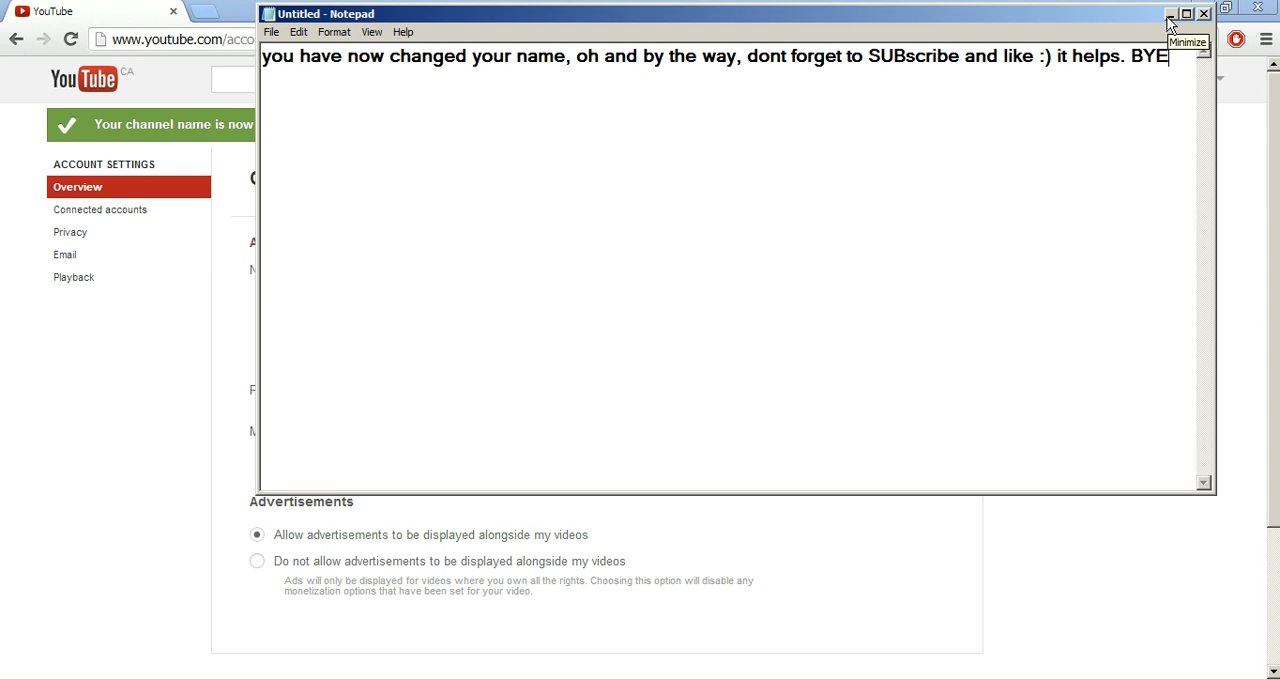 YouTube
Untitled - Notepad
www.youtube.com/acco
File Edit Format View Help
Minimize
you have now changed your name, oh and by the way, dont forget to SUBscribe and like :) it helps. BYE
YouTube CA
Your channel name is now
ACCOUNT SETTINGS
Overview
Connected accounts
Privacy
Email
Playback
Advertisements
Allow advertisements to be displayed alongside my videos
Do not allow advertisements to be displayed alongside my videos
Ads will only be displayed for videos where you own all the rights. Choosing this option will disable any
monetization options that have been set for your video.